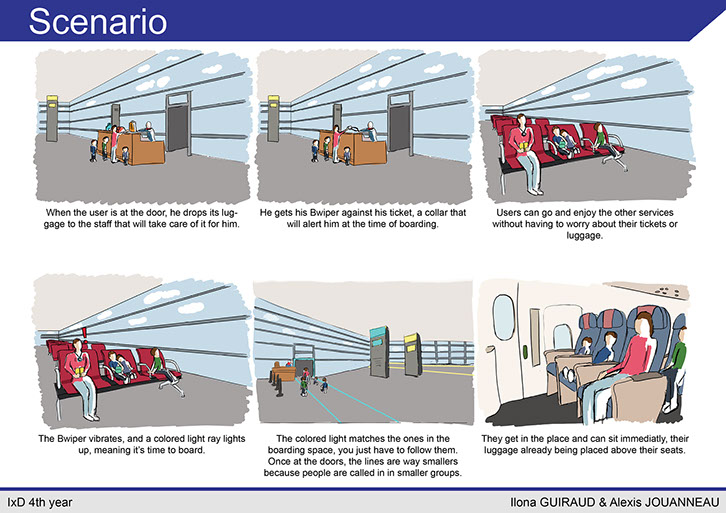 Scenario
When the user is at the door, he drops its lug-
gage to the staff that will take care of it for him.
He gets his Bwiper against his ticket, a collar that
will alert him at the time of boarding.
Users can go and enjoy the other services
without having to worry about their tickets or
luggage.
The Bwiper vibrates, and a colored light ray lights
up, meaning it's time to board.
The colored light matches the ones in the
boarding space, you just have to follow them.
Once at the doors, the lines are way smallers
because people are called in in smaller groups.
They get in the place and can sit immediately, their
luggage already being placed above their seats.
IxD 4th year
Ilona GUIRAUD & Alexis JOUANNEAU